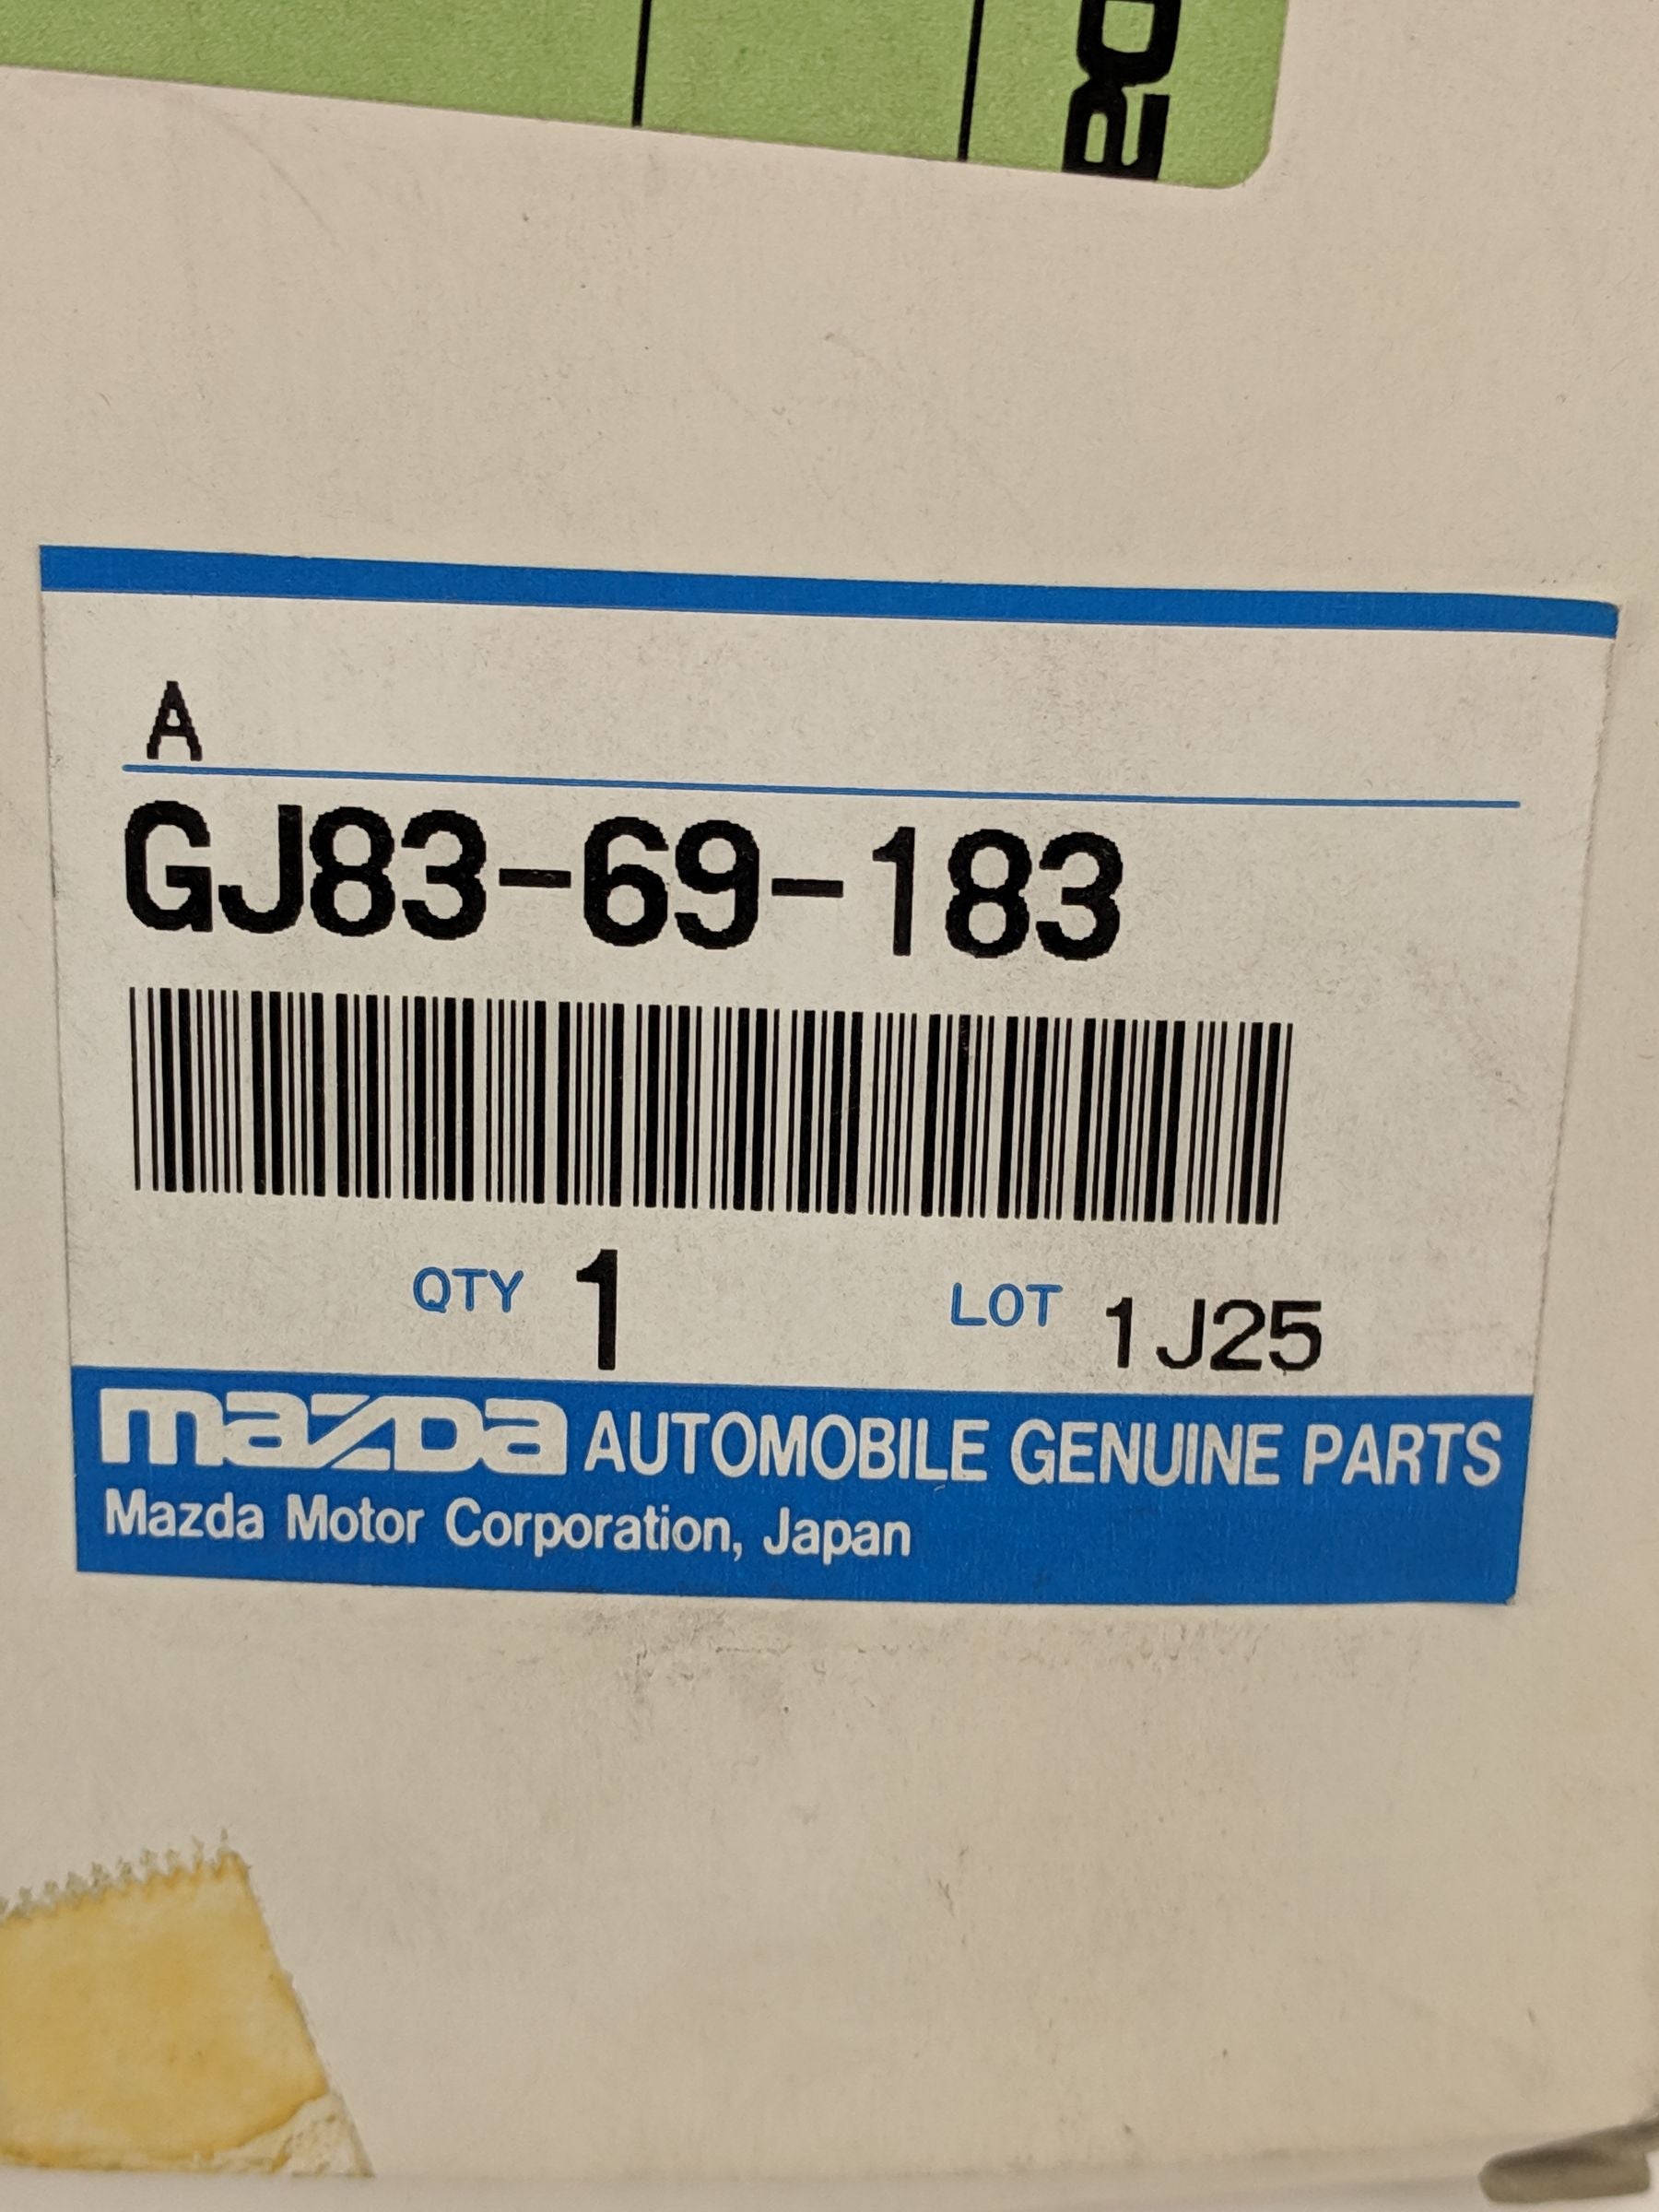 A
GJ83-69-183
QTY 1 LOT 1J25
mazda AUTOMOBILE GENUINE PARTS
Mazda Motor Corporation, Japan